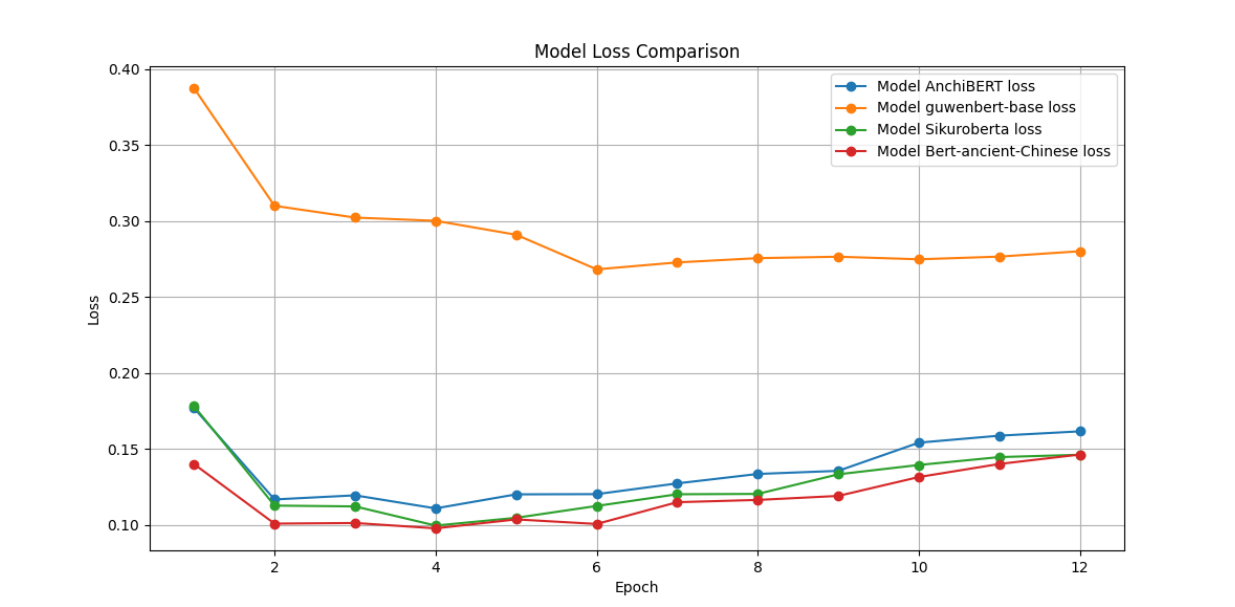 Model Loss Comparison
0.40
0.35
0.30
0.25
0.20
0.15
0.10
Loss
Model AnchiBERT loss
Model guwenbert-base loss
Model Sikuroberta loss
Model Bert-ancient-Chinese loss
2 4 6 8 10 12
Epoch